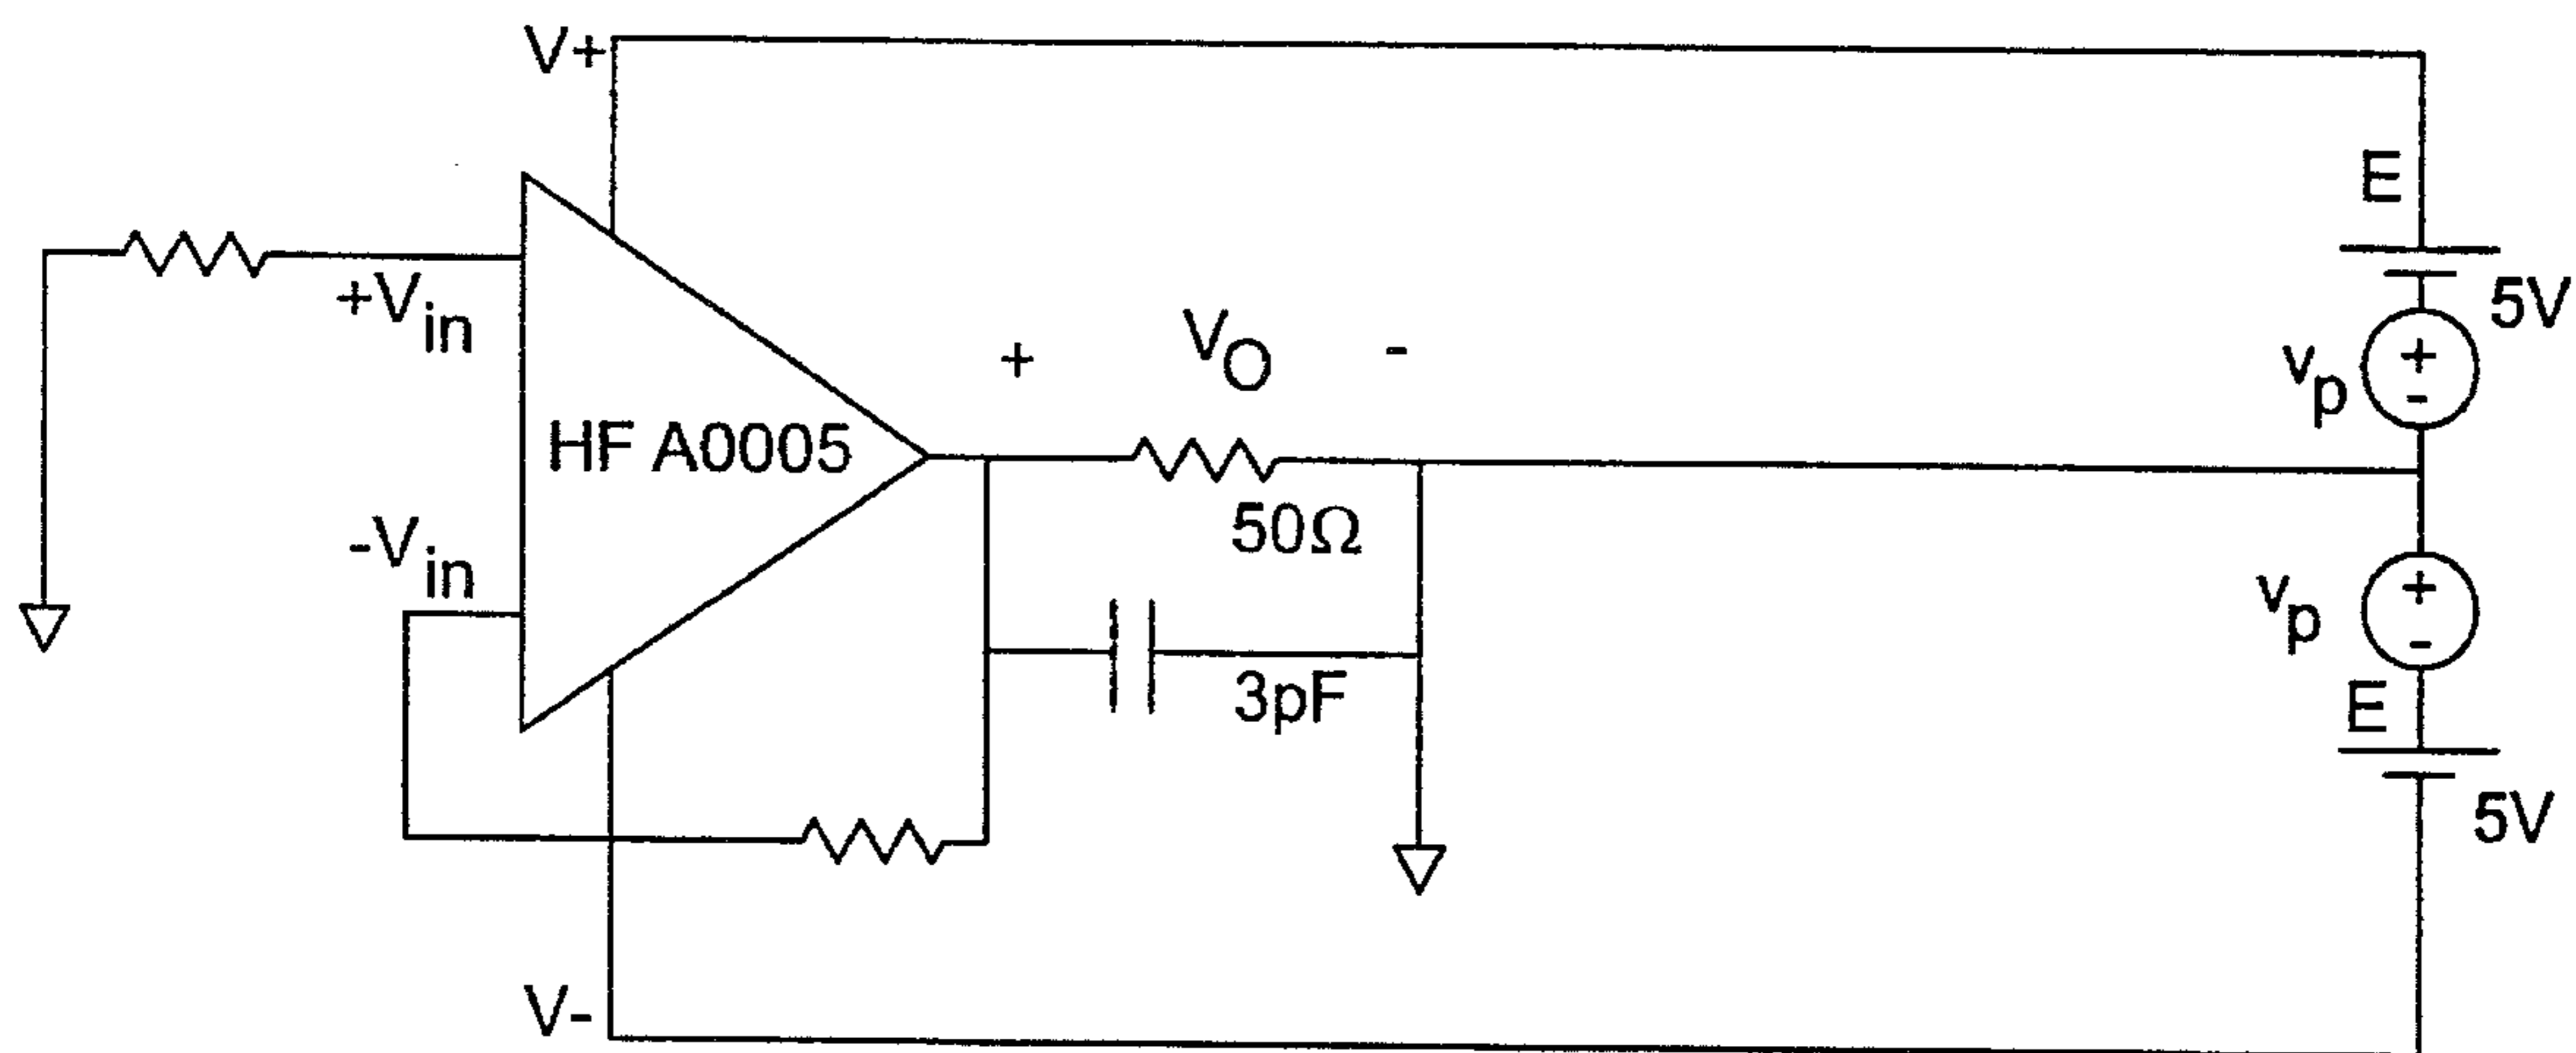 V+
E
5V
+Vin
+ VO -
vp
+
-
HF A0005
50Ω
-Vin
vp
+
-
3pF
E
5V
V-